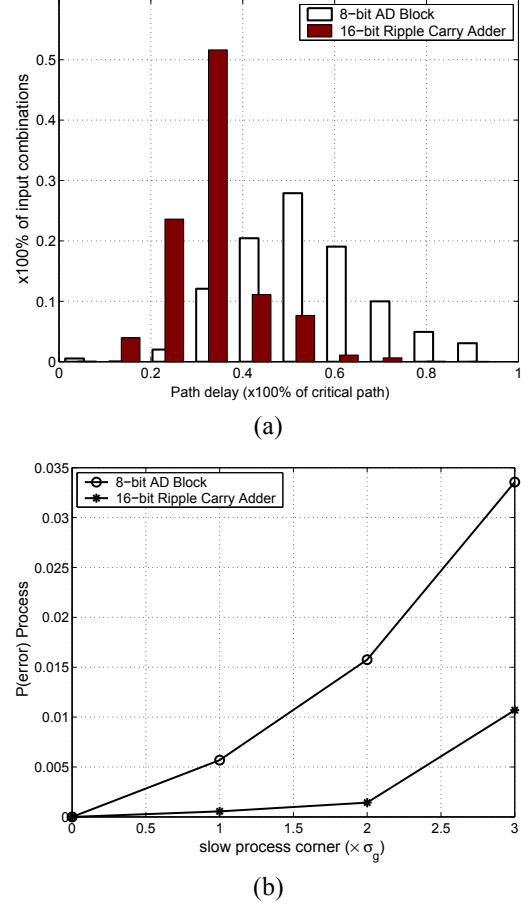 8−bit AD Block
16−bit Ripple Carry Adder
x100% of input combinations
0.5
0.4
0.3
0.2
0.1
0
0
0.2
0.4
0.6
0.8
1
Path delay (x100% of critical path)
(a)
8−bit AD Block
16−bit Ripple Carry Adder
P(error) Process
0.035
0.03
0.025
0.02
0.015
0.01
0.005
0
0
0.5
1
1.5
2
2.5
3
slow process corner (× σg)
(b)